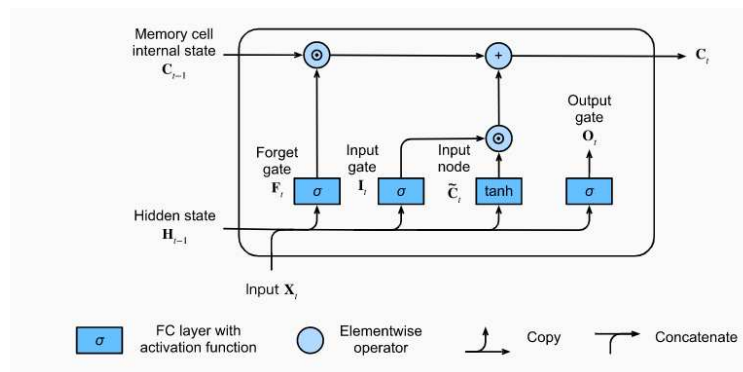 Memory cell
internal state
C_{t−1}
C_t
Output
gate
O_t
Forget
gate
F_t
Input
gate
I_t
Input
node
C̃_t
σ
σ
tanh
σ
Hidden state
H_{t−1}
Input X_t
σ
FC layer with
activation function
Elementwise
operator
Copy
Concatenate